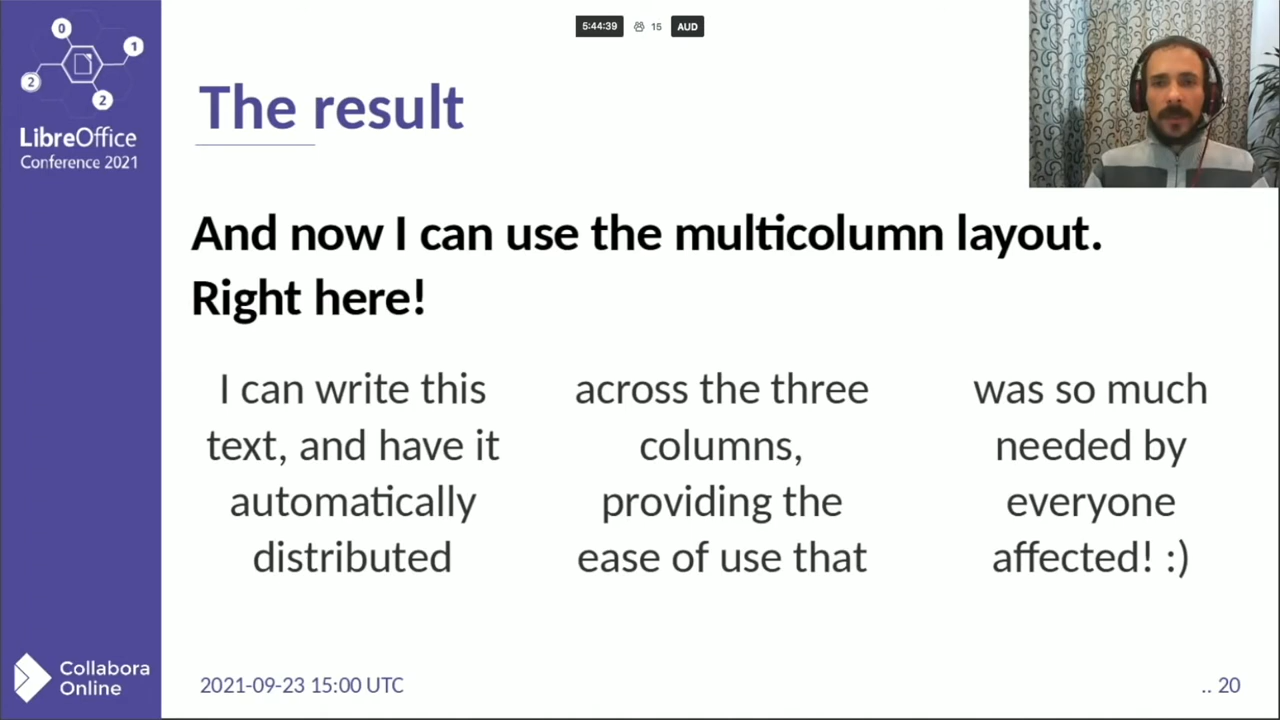 5:44:39
15
AUD
0
1
2
2
LibreOffice
Conference 2021
The result
And now I can use the multicolumn layout.
Right here!
I can write this
text, and have it
automatically
distributed
across the three
columns,
providing the
ease of use that
was so much
needed by
everyone
affected! :)
Collabora
Online
2021-09-23 15:00 UTC
.. 20